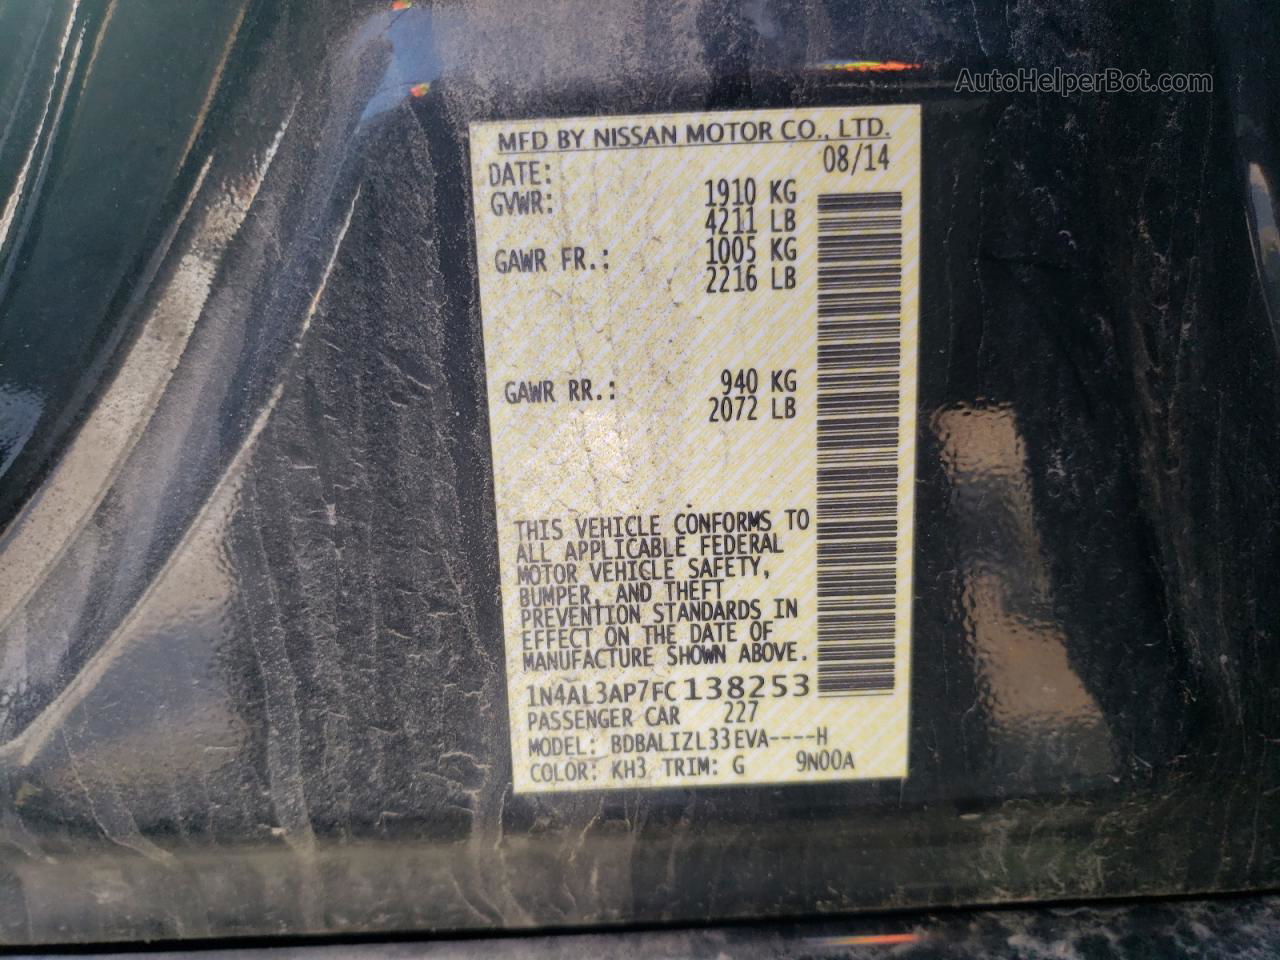 AutoHelperBot.com
MFD BY NISSAN MOTOR CO., LTD.
DATE: 08/14
GVWR: 1910 KG
4211 LB
GAWR FR.: 1005 KG
2216 LB
GAWR RR.: 940 KG
2072 LB
THIS VEHICLE CONFORMS TO
ALL APPLICABLE FEDERAL
MOTOR VEHICLE SAFETY,
BUMPER, AND THEFT
PREVENTION STANDARDS IN
EFFECT ON THE DATE OF
MANUFACTURE SHOWN ABOVE.
1N4AL3AP7FC138253
PASSENGER CAR 227
MODEL: BDBALIZL33EVA----H
COLOR: KH3 TRIM: G 9N00A